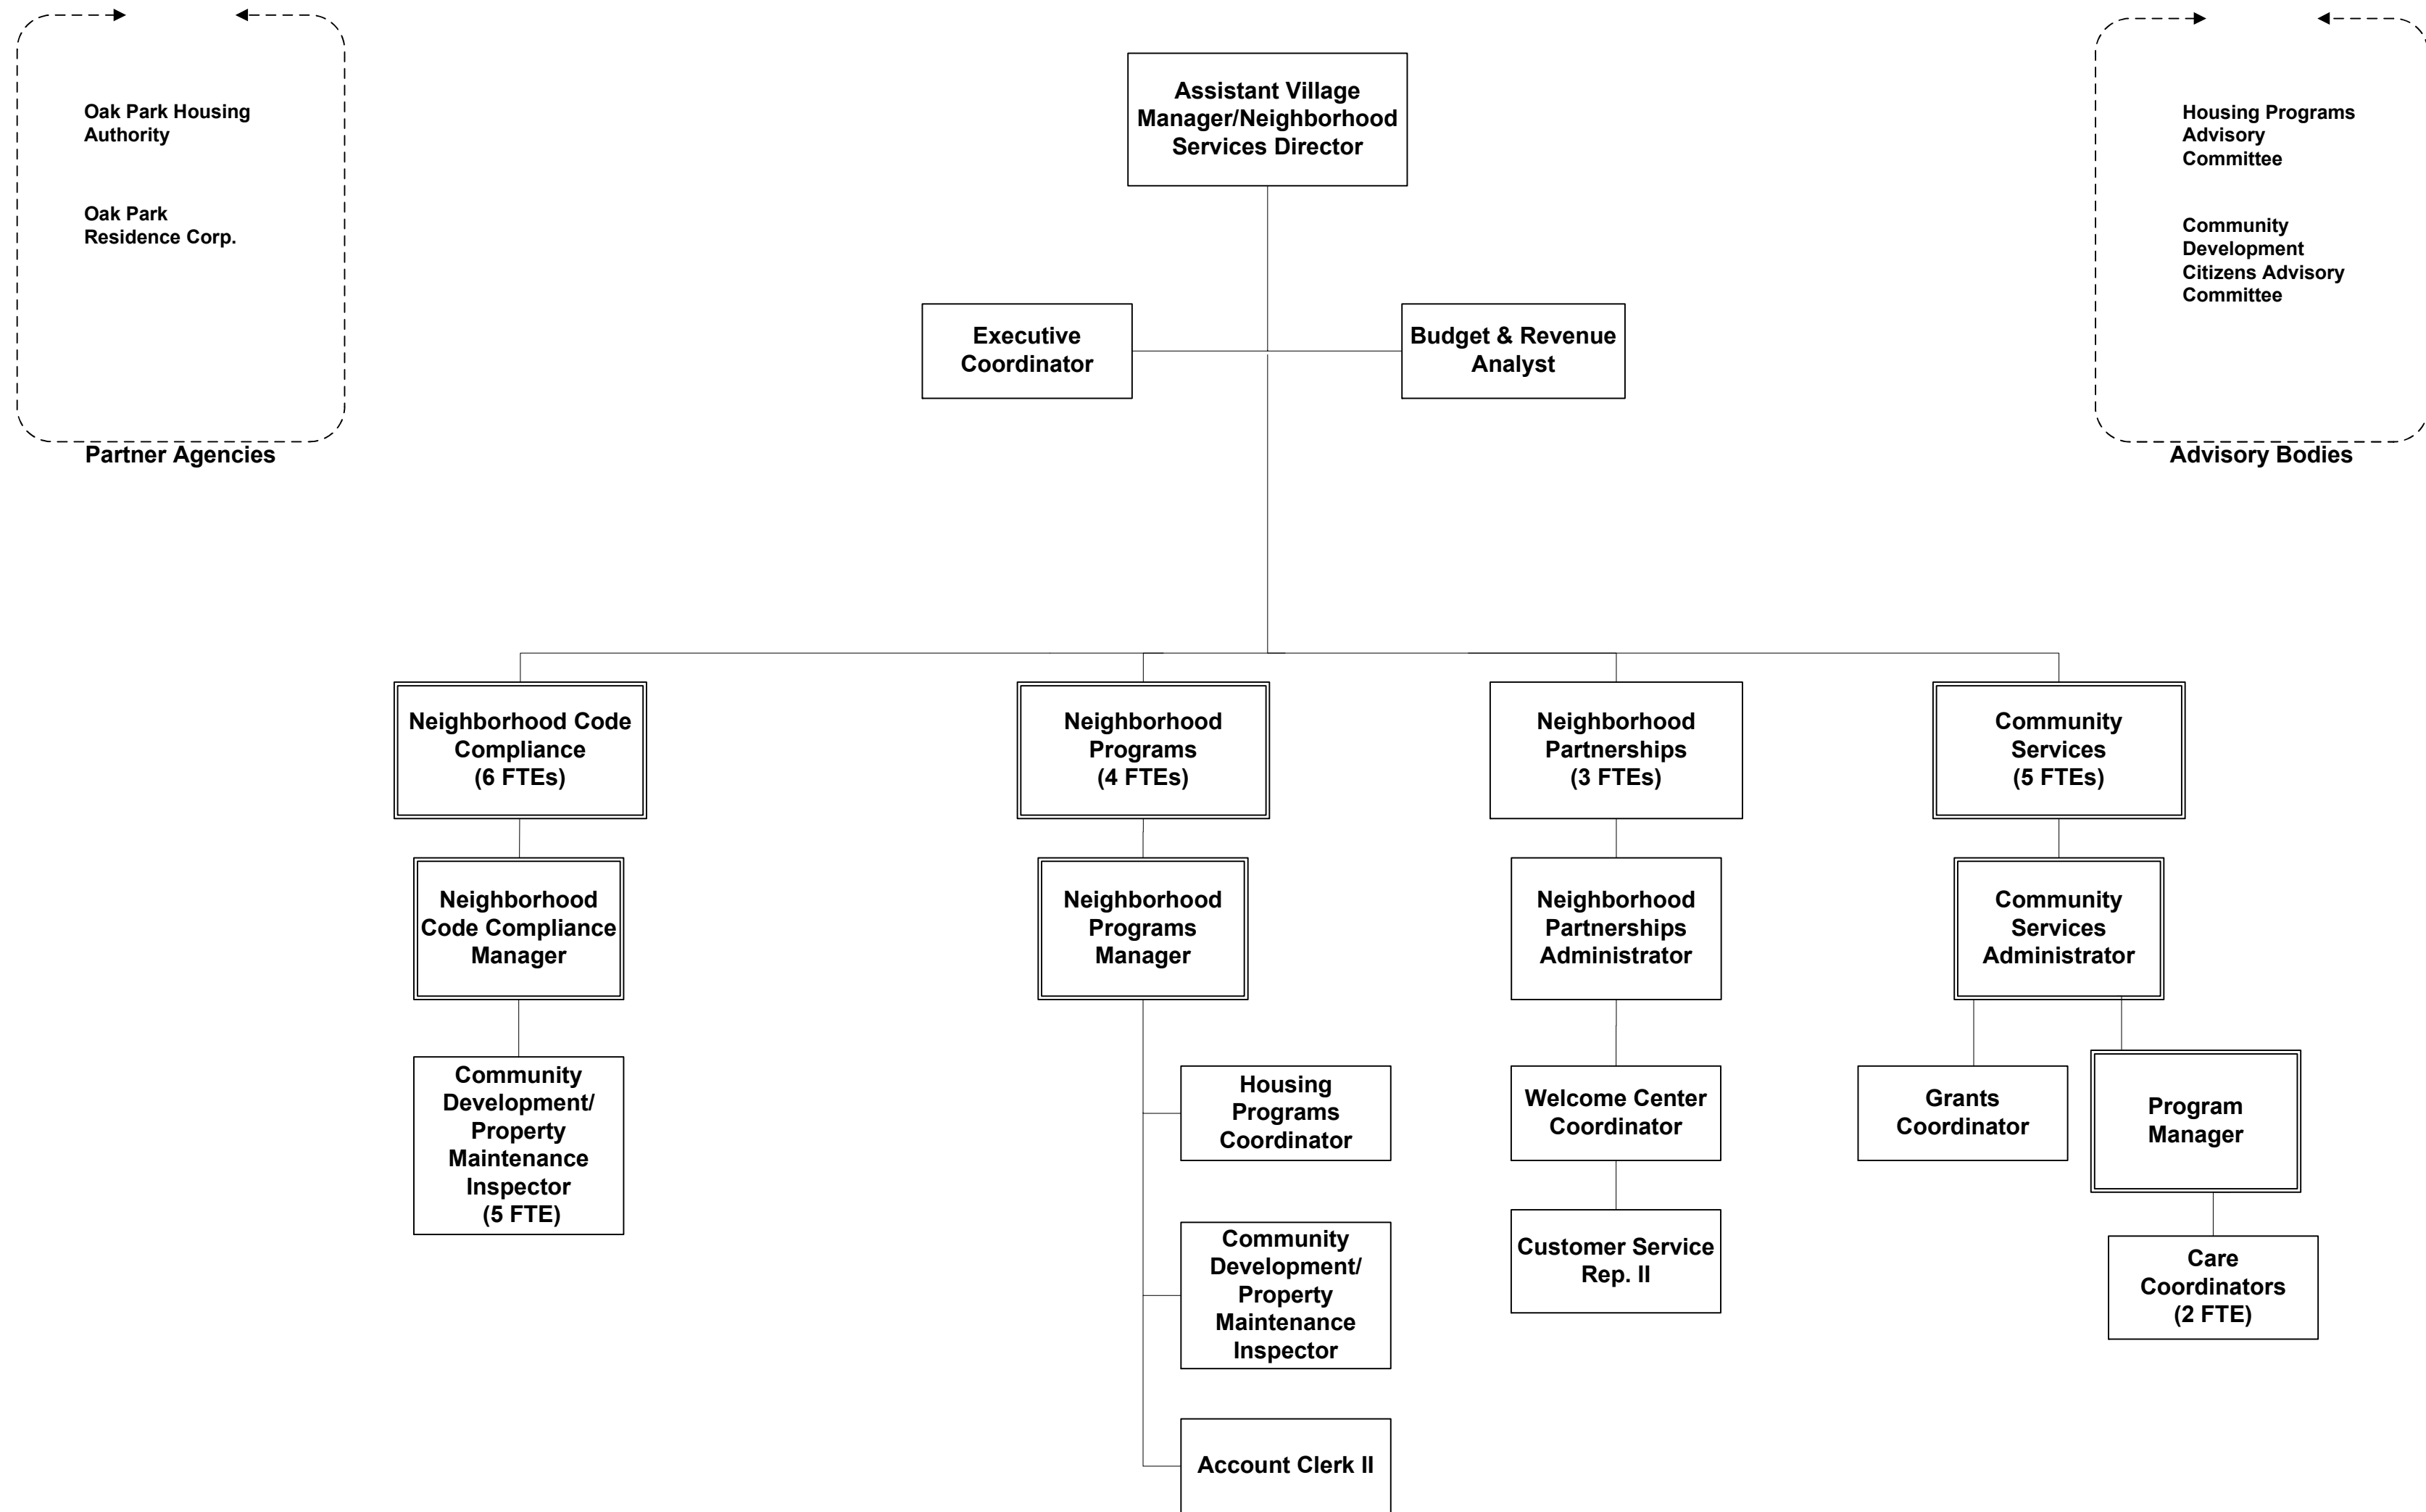 Oak Park Housing
Authority
Oak Park
Residence Corp.
Partner Agencies
Assistant Village
Manager/Neighborhood
Services Director
Housing Programs
Advisory
Committee
Community
Development
Citizens Advisory
Committee
Advisory Bodies
Executive
Coordinator
Budget & Revenue
Analyst
Neighborhood Code
Compliance
(6 FTEs)
Neighborhood
Programs
(4 FTEs)
Neighborhood
Partnerships
(3 FTEs)
Community
Services
(5 FTEs)
Neighborhood
Code Compliance
Manager
Neighborhood
Programs
Manager
Neighborhood
Partnerships
Administrator
Community
Services
Administrator
Community
Development/
Property
Maintenance
Inspector
(5 FTE)
Housing
Programs
Coordinator
Welcome Center
Coordinator
Grants
Coordinator
Program
Manager
Community
Development/
Property
Maintenance
Inspector
Customer Service
Rep. II
Care
Coordinators
(2 FTE)
Account Clerk II